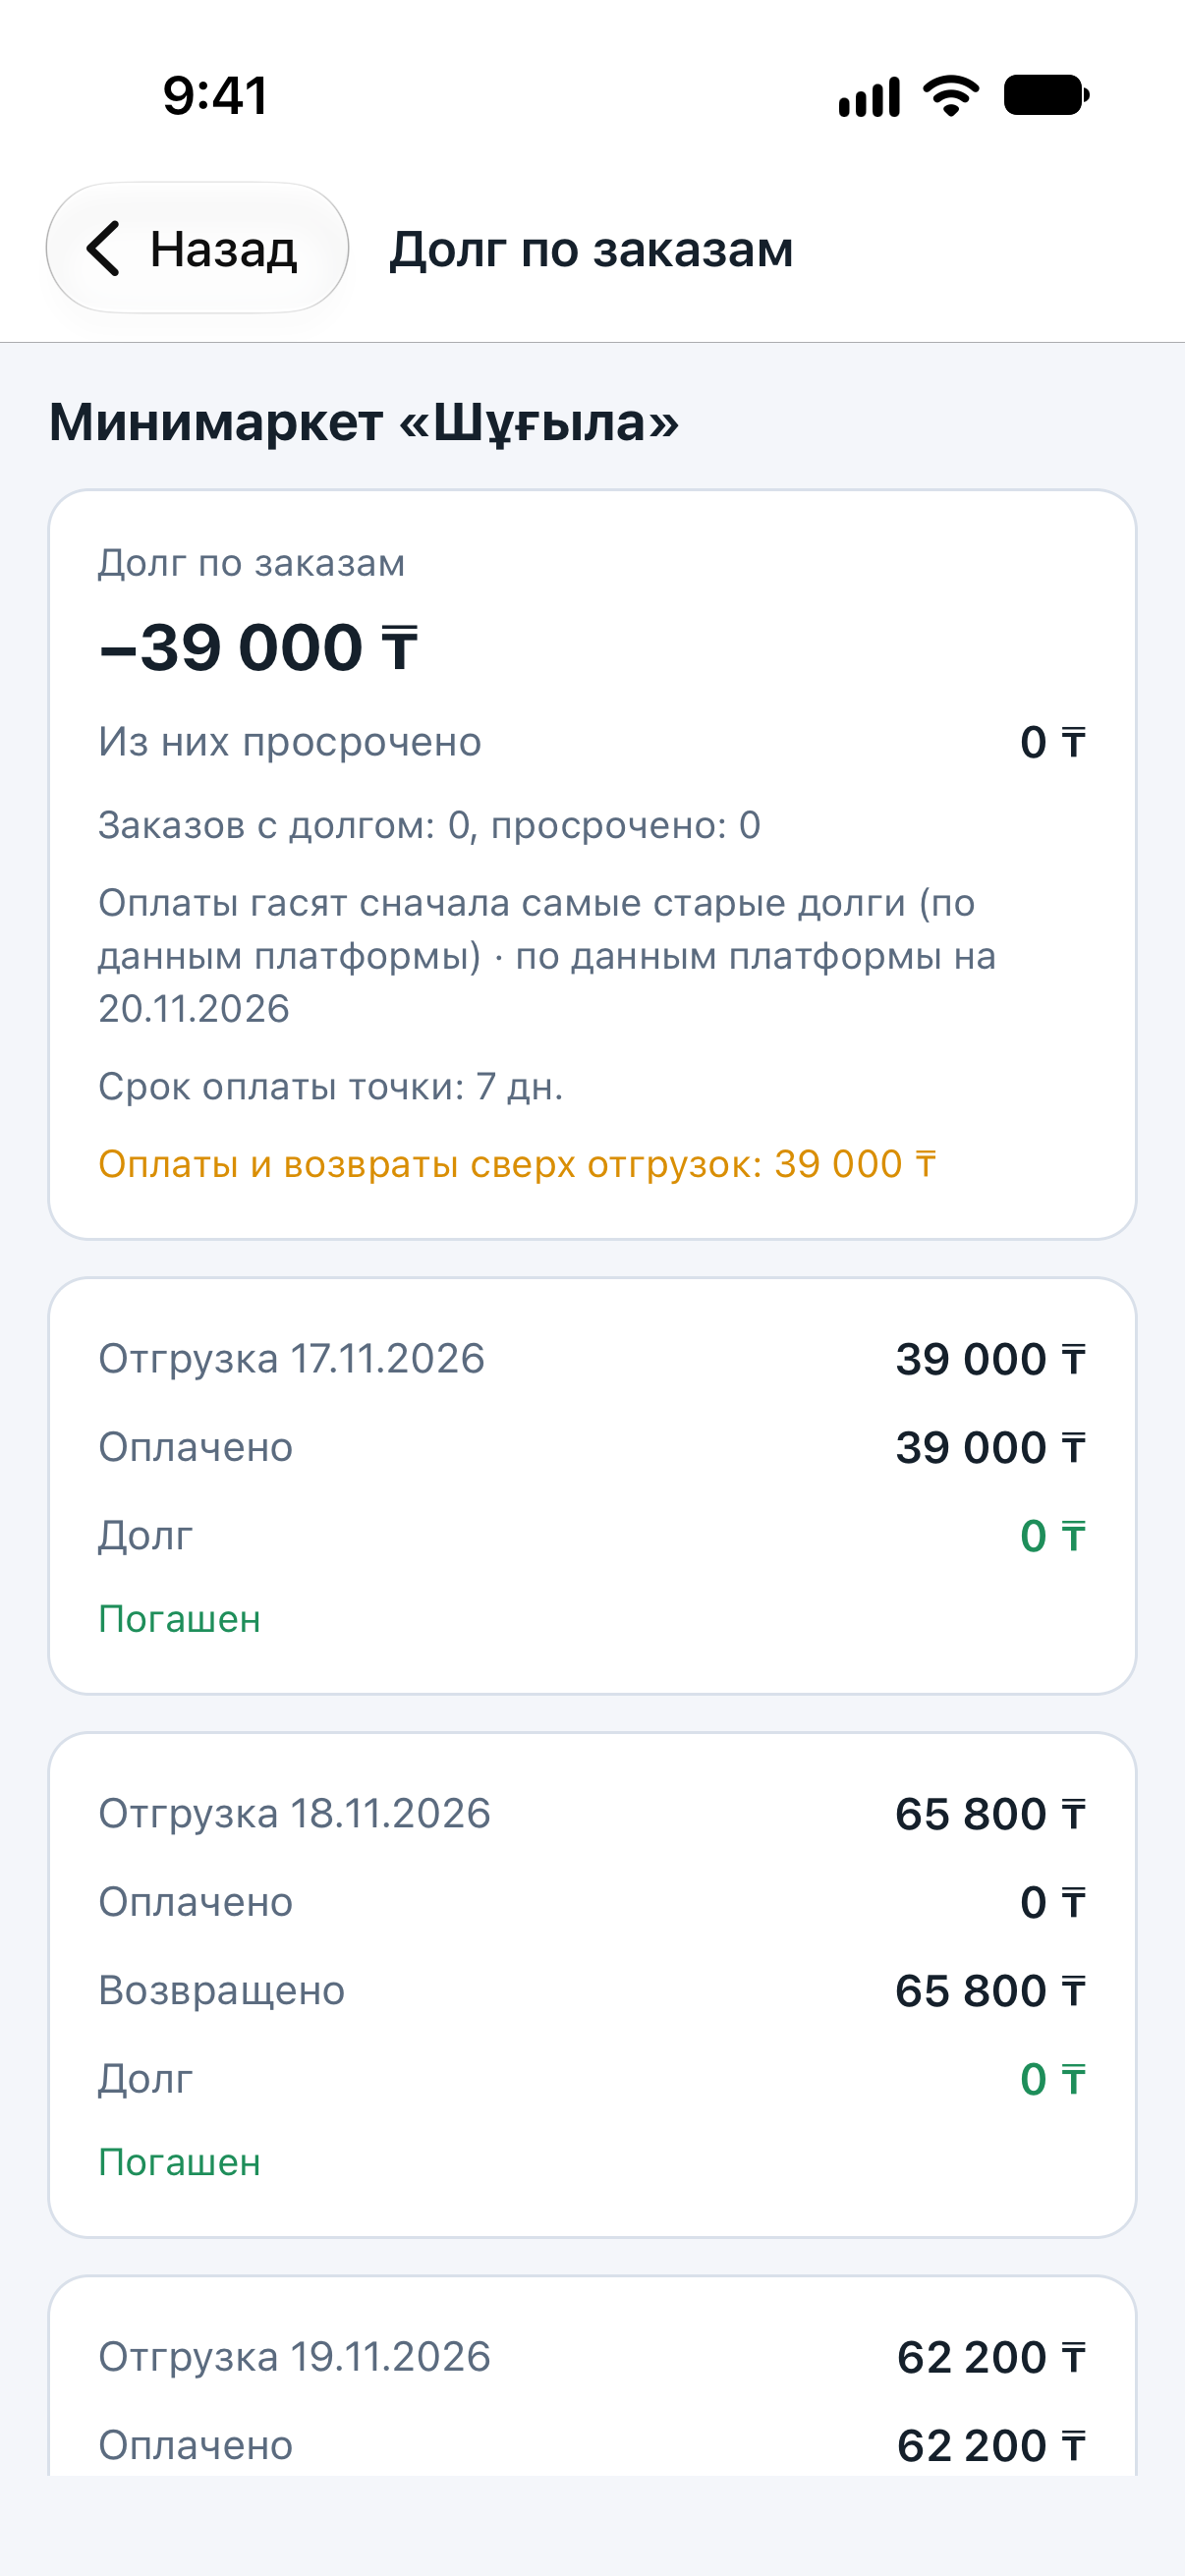 9:41
Назад
Долг по заказам
Минимаркет «Шұғыла»
Долг по заказам
−39 000 ₸
Из них просрочено 0 ₸
Заказов с долгом: 0, просрочено: 0
Оплаты гасят сначала самые старые долги (по
данным платформы) · по данным платформы на
20.11.2026
Срок оплаты точки: 7 дн.
Оплаты и возвраты сверх отгрузок: 39 000 ₸
Отгрузка 17.11.2026 39 000 ₸
Оплачено 39 000 ₸
Долг 0 ₸
Погашен
Отгрузка 18.11.2026 65 800 ₸
Оплачено 0 ₸
Возвращено 65 800 ₸
Долг 0 ₸
Погашен
Отгрузка 19.11.2026 62 200 ₸
Оплачено 62 200 ₸